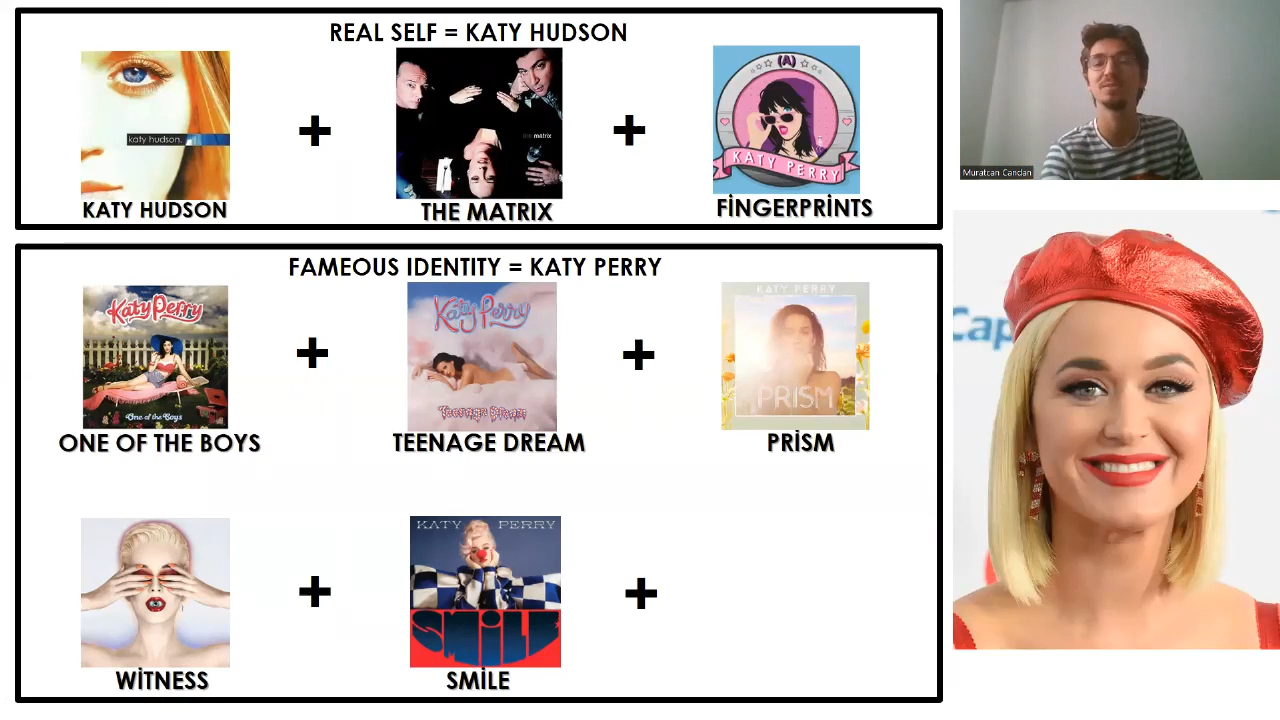 REAL SELF = KATY HUDSON
katy hudson.
the matrix
(A)
KATY PERRY
KATY HUDSON
+
THE MATRIX
+
FİNGERPRİNTS
Muratcan Candan
FAMEOUS IDENTITY = KATY PERRY
Katy Perry
One of the Boys
Katy Perry
Teenage Dream
KATY PERRY
PRISM
ONE OF THE BOYS
+
TEENAGE DREAM
+
PRİSM
Cap
KATY PERRY
SMiLE
WİTNESS
+
SMİLE
+